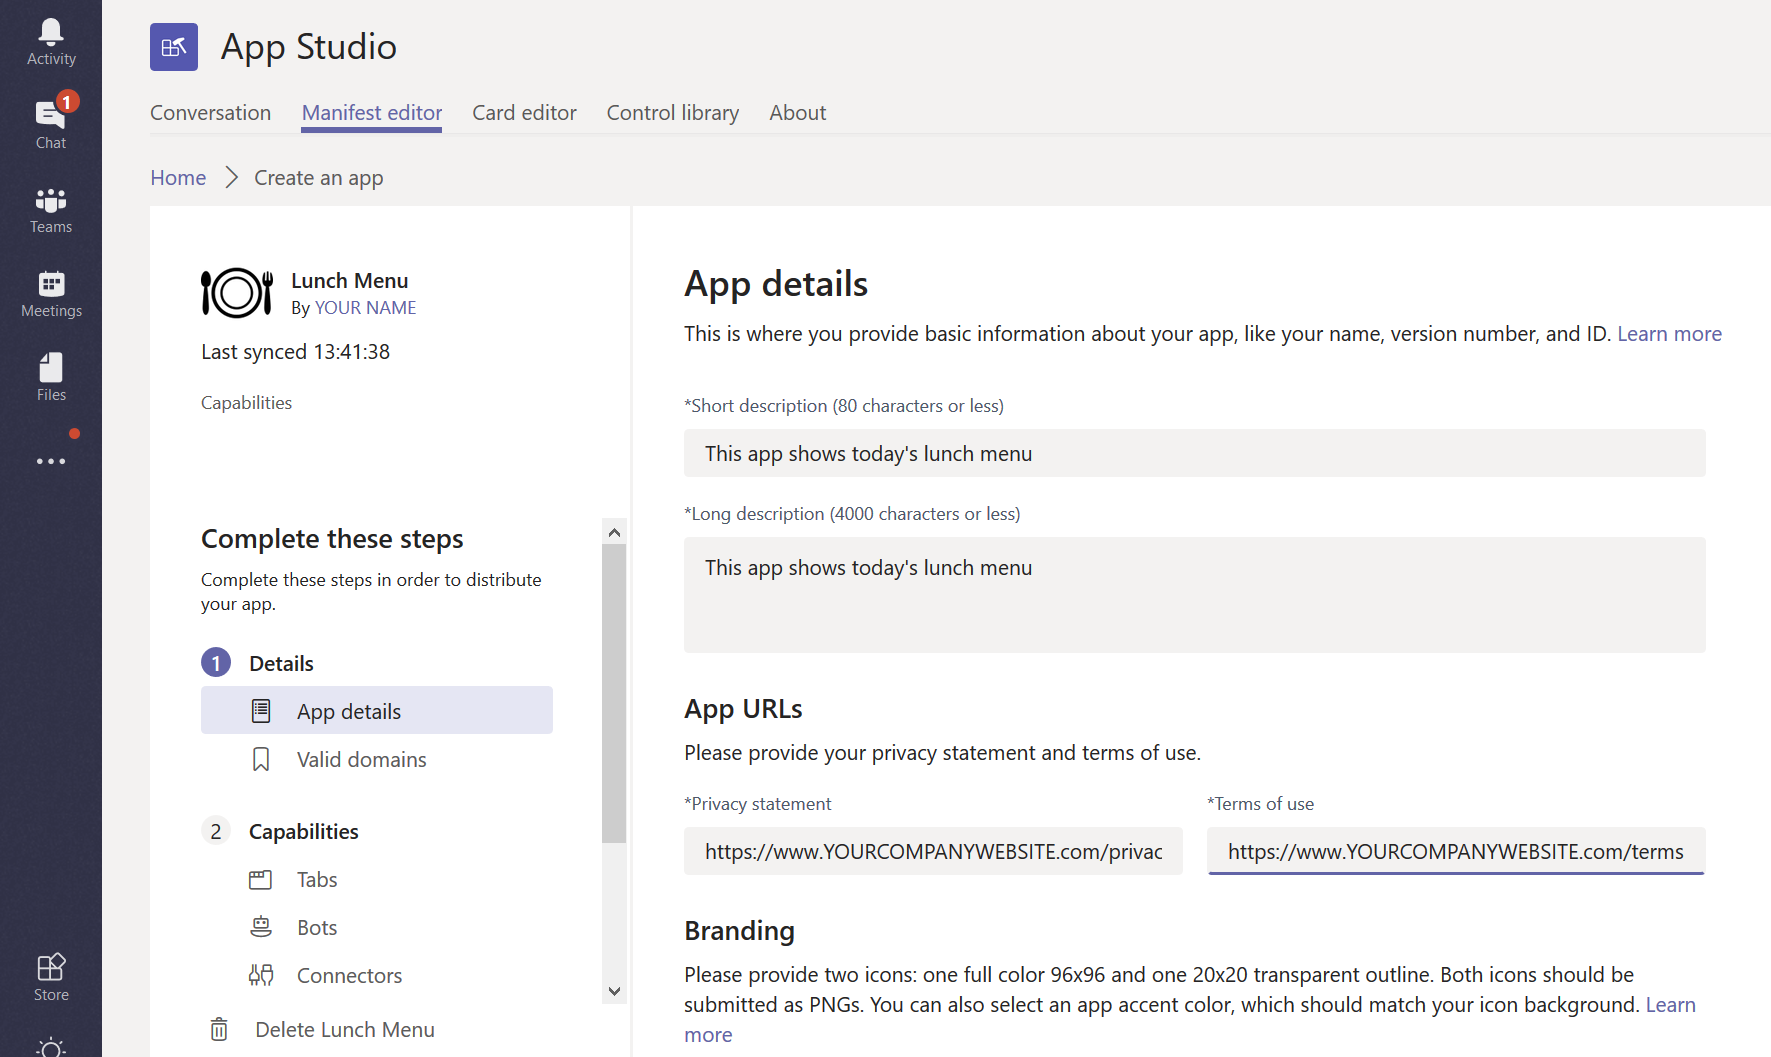 Activity
1
Chat
Teams
Meetings
Files
Store
App Studio
Conversation Manifest editor Card editor Control library About
Home Create an app
Lunch Menu
By YOUR NAME
Last synced 13:41:38
Capabilities
Complete these steps
Complete these steps in order to distribute
your app.
1 Details
App details
Valid domains
2 Capabilities
Tabs
Bots
Connectors
Delete Lunch Menu
App details
This is where you provide basic information about your app, like your name, version number, and ID. Learn more
*Short description (80 characters or less)
This app shows today's lunch menu
*Long description (4000 characters or less)
This app shows today's lunch menu
App URLs
Please provide your privacy statement and terms of use.
*Privacy statement *Terms of use
https://www.YOURCOMPANYWEBSITE.com/privac https://www.YOURCOMPANYWEBSITE.com/terms
Branding
Please provide two icons: one full color 96x96 and one 20x20 transparent outline. Both icons should be
submitted as PNGs. You can also select an app accent color, which should match your icon background. Learn
more